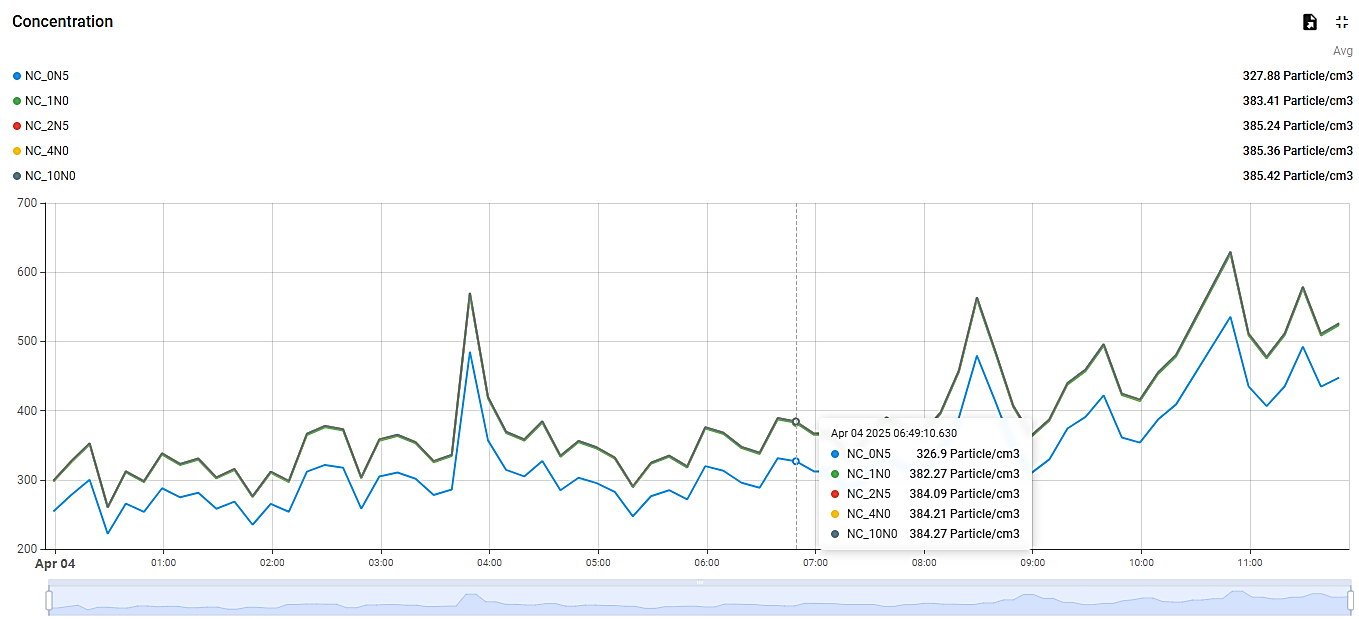 Concentration
Avg
NC_0N5 327.88 Particle/cm3
NC_1N0 383.41 Particle/cm3
NC_2N5 385.24 Particle/cm3
NC_4N0 385.36 Particle/cm3
NC_10N0 385.42 Particle/cm3
700
600
500
400
300
200
Apr 04 2025 06:49:10.630
NC_0N5 326.9 Particle/cm3
NC_1N0 382.27 Particle/cm3
NC_2N5 384.09 Particle/cm3
NC_4N0 384.21 Particle/cm3
NC_10N0 384.27 Particle/cm3
Apr 04 01:00 02:00 03:00 04:00 05:00 06:00 07:00 08:00 09:00 10:00 11:00